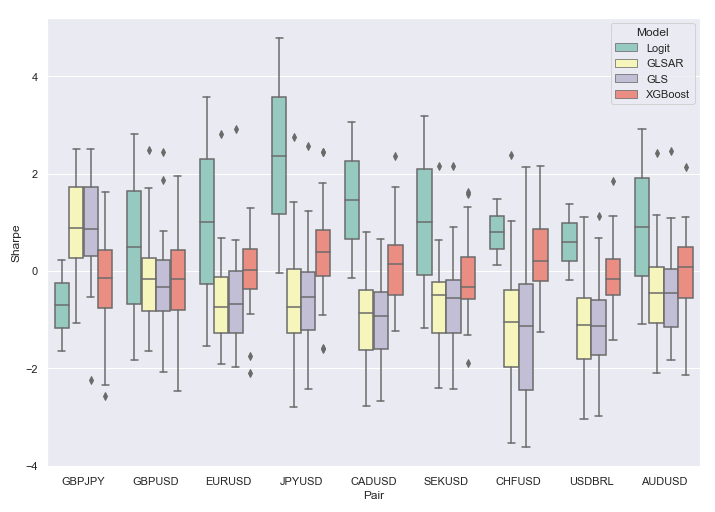 Model
Logit
GLSAR
GLS
XGBoost
4
2
0
−2
−4
Sharpe
GBPJPY GBPUSD EURUSD JPYUSD CADUSD SEKUSD CHFUSD USDBRL AUDUSD
Pair